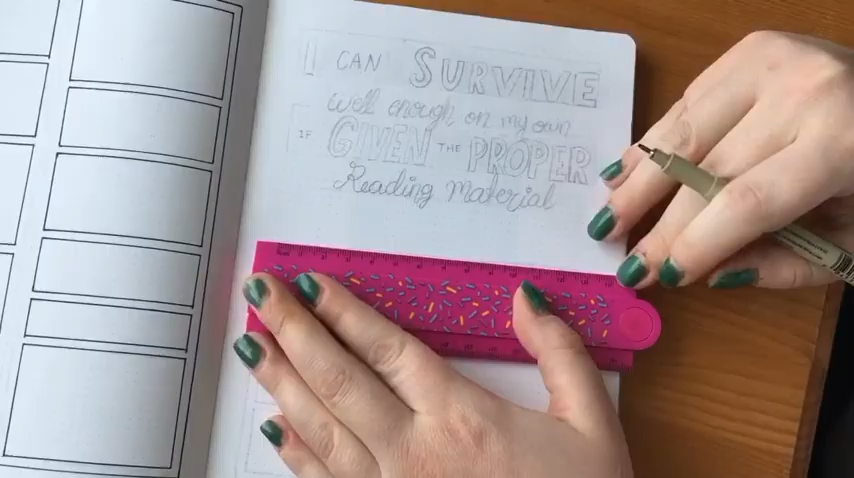 I CAN SURVIVE
well enough on my own
IF GIVEN THE PROPER
Reading Material